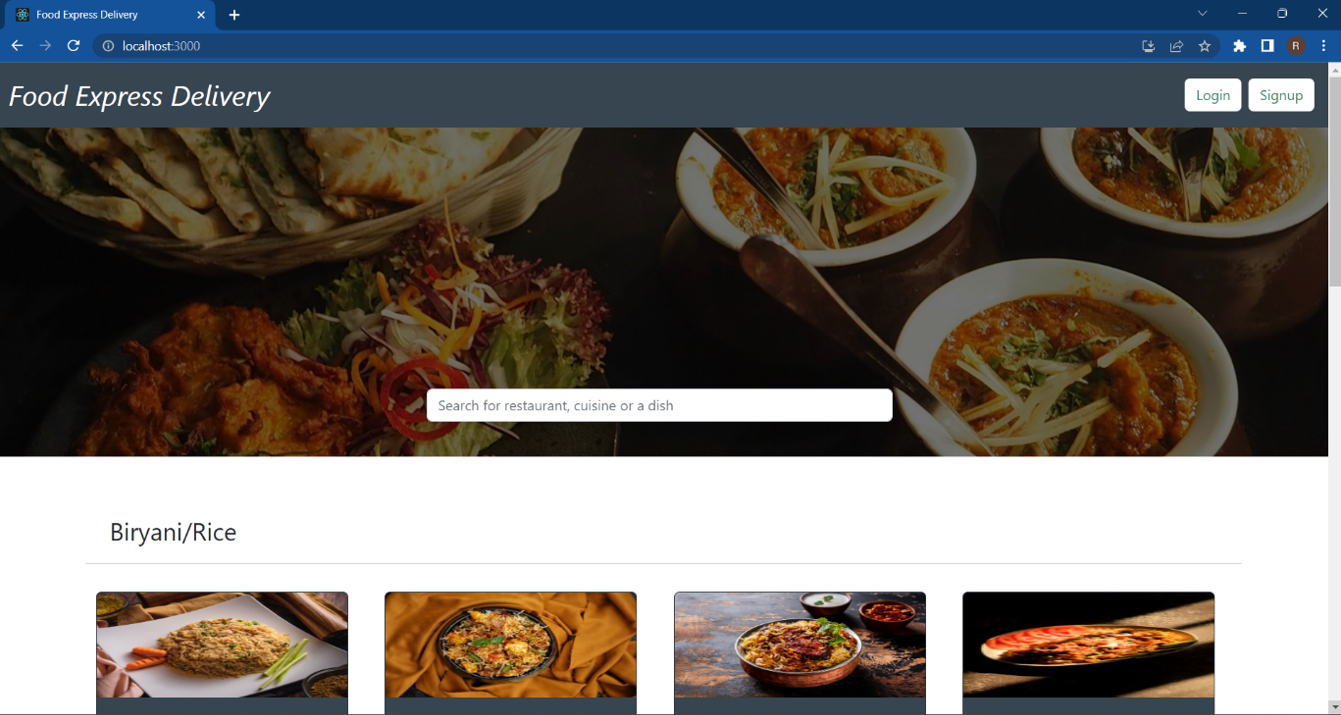 Food Express Delivery
localhost:3000
R
Food Express Delivery
Login
Signup
Search for restaurant, cuisine or a dish
Biryani/Rice